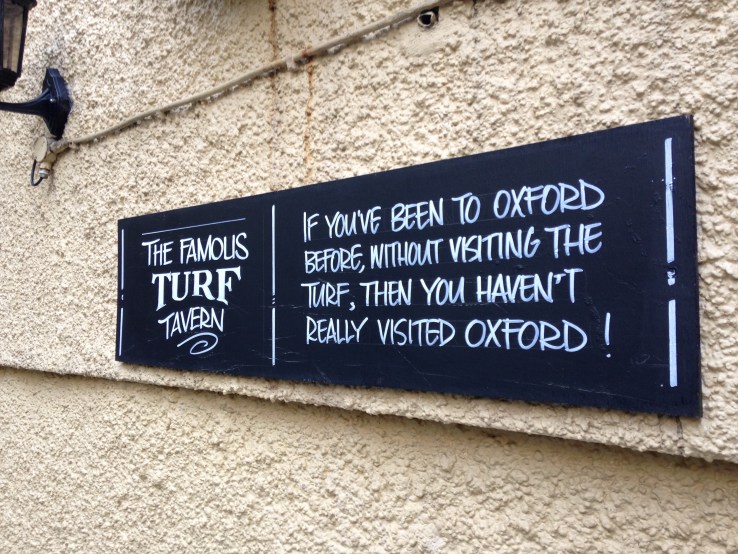 THE FAMOUS
TURF
TAVERN
IF YOU'VE BEEN TO OXFORD
BEFORE, WITHOUT VISITING THE
TURF, THEN YOU HAVEN'T
REALLY VISITED OXFORD!